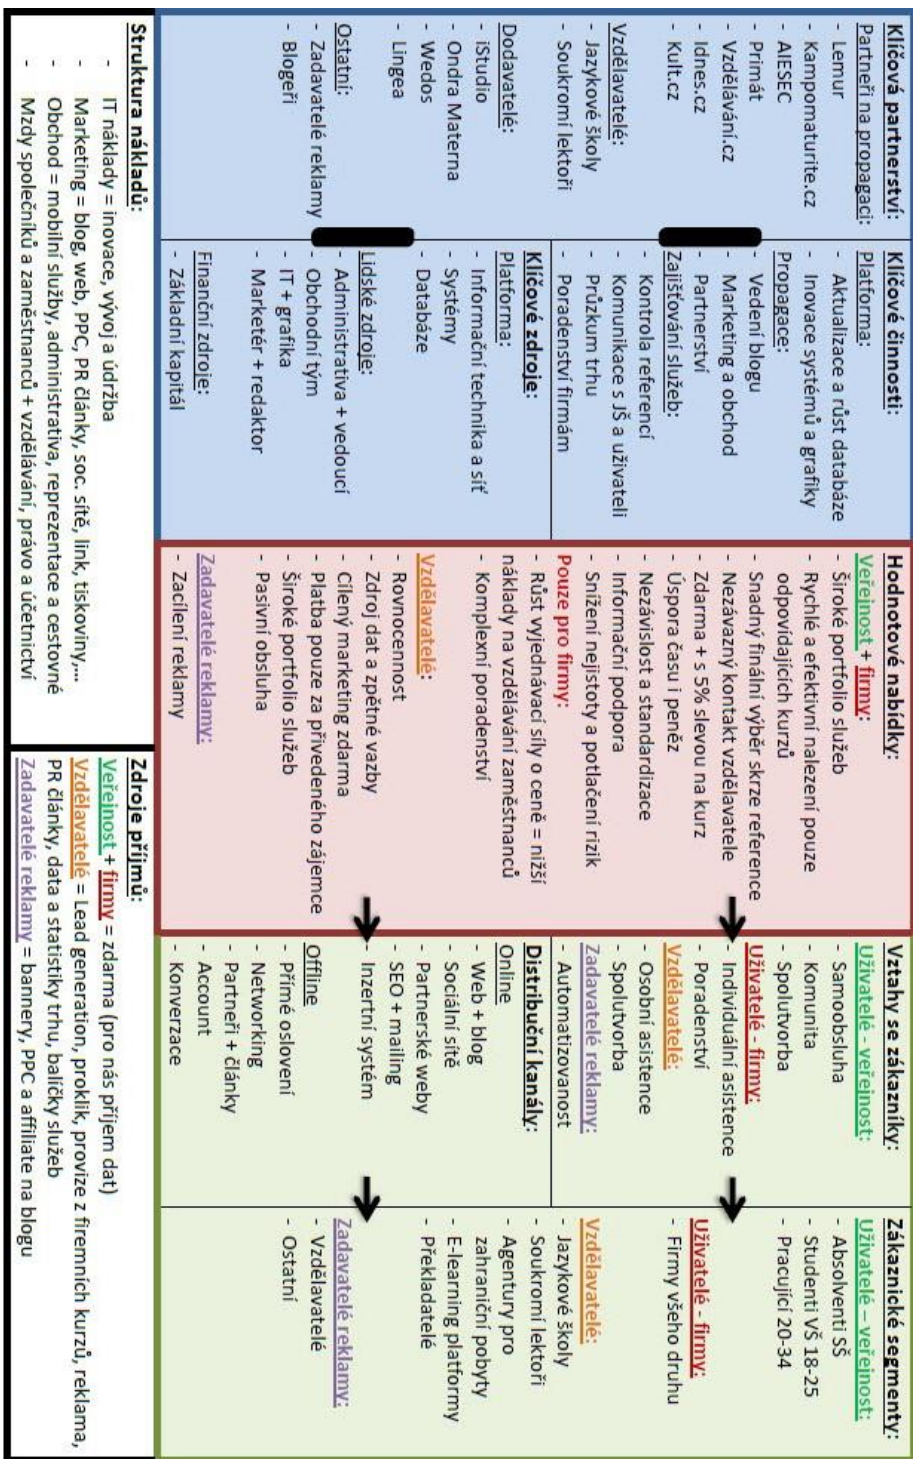 Klíčová partnerství:
Partneři na propagaci:
- Lemur
- Kampomaturite.cz
- AIESEC
- Primát
- Vzdělávání.cz
- Idnes.cz
- Kult.cz
Vzdělavatelé:
- Jazykové školy
- Soukromí lektoři
Dodavatelé:
- iStudio
- Ondra Materna
- Wedos
- Lingea
Ostatní:
- Zadavatelé reklamy
- Blogeři
Klíčové činnosti:
Platforma:
- Aktualizace a růst databáze
- Inovace systémů a grafiky
Propagace:
- Vedení blogu
- Marketing a obchod
- Partnerství
Zajišťování služeb:
- Kontrola referencí
- Komunikace s JŠ a uživateli
- Průzkum trhu
- Poradenství firmám
Klíčové zdroje:
Platforma:
- Informační technika a síť
- Systémy
- Databáze
Lidské zdroje:
- Administrativa + vedoucí
- Obchodní tým
- IT + grafika
- Marketér + redaktor
Finanční zdroje:
- Základní kapitál
Hodnotové nabídky:
Veřejnost + firmy:
- Široké portfolio služeb
- Rychlé a efektivní nalezení pouze
odpovídajících kurzů
- Snadný finální výběr skrze reference
- Nezávazný kontakt vzdělavatele
- Zdarma + s 5% slevou na kurz
- Úspora času i peněz
- Nezávislost a standardizace
- Informační podpora
- Snížení nejistoty a potlačení rizik
Pouze pro firmy:
- Růst vyjednávací síly o ceně = nižší
náklady na vzdělávání zaměstnanců
- Komplexní poradenství
Vzdělavatelé:
- Rovnocennost
- Zdroj dat a zpětné vazby
- Cílený marketing zdarma
- Platba pouze za přivedeného zájemce
- Široké portfolio služeb
- Pasivní obsluha
Zadavatelé reklamy:
- Zacílení reklamy
Vztahy se zákazníky:
Uživatelé - veřejnost:
- Samoobsluha
- Komunita
- Spolutvorba
Uživatelé - firmy:
- Individuální asistence
- Poradenství
Vzdělavatelé:
- Osobní asistence
- Spolutvorba
Zadavatelé reklamy:
- Automatizovanost
Distribuční kanály:
Online
- Web + blog
- Sociální sítě
- Partnerské weby
- SEO + mailing
- Inzertní systém
Offline
- Přímé oslovení
- Networking
- Partneři + články
- Account
- Konverzace
Zákaznické segmenty:
Uživatelé – veřejnost:
- Absolventi SŠ
- Studenti VŠ 18-25
- Pracující 20-34
Uživatelé - firmy:
- Firmy všeho druhu
Vzdělavatelé:
- Jazykové školy
- Soukromí lektoři
- Agentury pro
zahraniční pobyty
- E-learning platformy
- Překladatelé
Zadavatelé reklamy:
- Vzdělavatelé
- Ostatní
Struktura nákladů:
- IT náklady = inovace, vývoj a údržba
- Marketing = blog, web, PPC, PR články, soc. sítě, link, tiskoviny,...
- Obchod = mobilní služby, administrativa, reprezentace a cestovné
- Mzdy společníků a zaměstnanců + vzdělávání, právo a účetnictví
Zdroje příjmů:
Veřejnost + firmy = zdarma (pro nás příjem dat)
Vzdělavatelé = Lead generation, proklik, provize z firemních kurzů, reklama,
PR články, data a statistiky trhu, balíčky služeb
Zadavatelé reklamy = bannery, PPC a affiliate na blogu